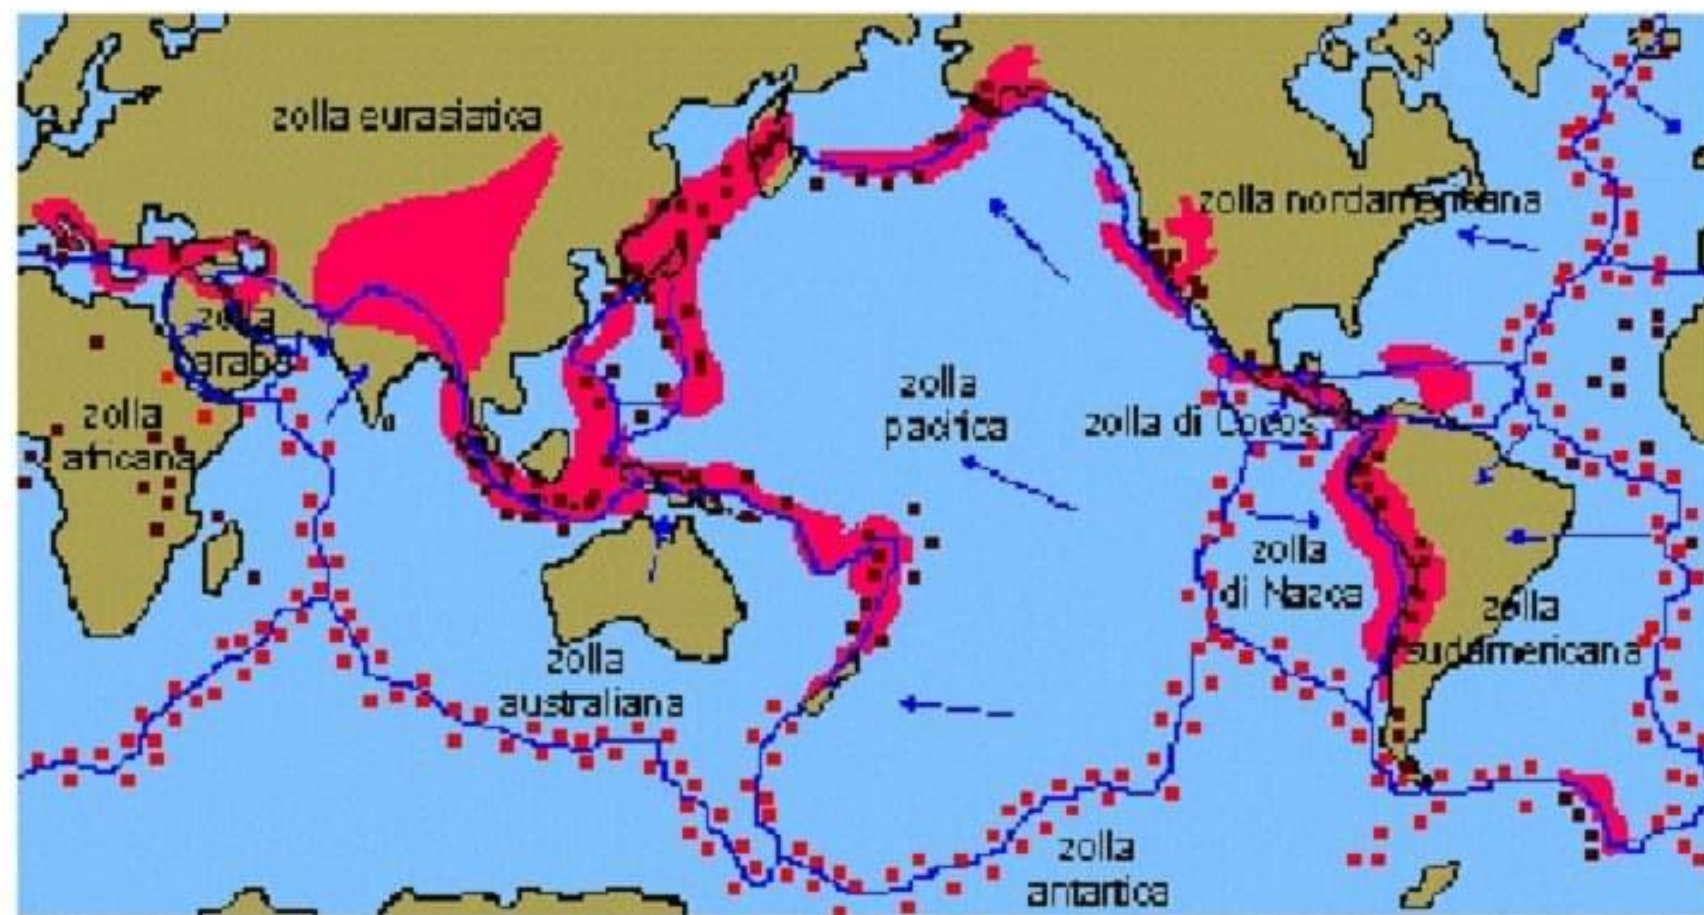 zolla eurasiatica
zolla nordamericana
zolla
araba
zolla
africana
zolla
pacifica
zolla di Cocos
zolla
di Nazca
zolla
sudamericana
zolla
australiana
zolla
antartica